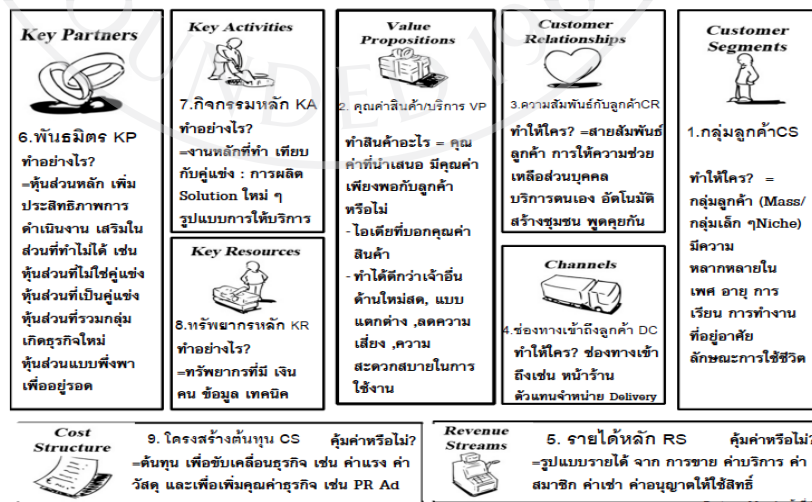 Key Partners
6.พันธมิตร KP
ทำอย่างไร?
=หุ้นส่วนหลัก เพิ่ม
ประสิทธิภาพการ
ดำเนินงาน เสริมใน
ส่วนที่ทำไม่ได้ เช่น
หุ้นส่วนที่ไม่ใช่คู่แข่ง
หุ้นส่วนที่เป็นคู่แข่ง
หุ้นส่วนที่รวมกลุ่ม
เกิดธุรกิจใหม่
หุ้นส่วนแบบพึ่งพา
เพื่ออยู่รอด
Key Activities
7.กิจกรรมหลัก KA
ทำอย่างไร?
=งานหลักที่ทำ เทียบ
กับคู่แข่ง : การผลิต
Solution ใหม่ ๆ
รูปแบบการให้บริการ
Key Resources
8.ทรัพยากรหลัก KR
ทำอย่างไร?
=ทรัพยากรที่มี เงิน
คน ข้อมูล เทคนิค
Value
Propositions
2. คุณค่าสินค้า/บริการ VP
ทำสินค้าอะไร = คุณ
ค่าที่นำเสนอ มีคุณค่า
เพียงพอกับลูกค้า
หรือไม่
-ไอเดียที่บอกคุณค่า
สินค้า
-ทำได้ดีกว่าเจ้าอื่น
ด้านใหม่สด, แบบ
แตกต่าง ,ลดความ
เสี่ยง ,ความ
สะดวกสบายในการ
ใช้งาน
Customer
Relationships
3.ความสัมพันธ์กับลูกค้าCR
ทำให้ใคร? =สายสัมพันธ์
ลูกค้า การให้ความช่วย
เหลือส่วนบุคคล
บริการตนเอง อัตโนมัติ
สร้างชุมชน พูดคุยกัน
Channels
4.ช่องทางเข้าถึงลูกค้า DC
ทำให้ใคร? ช่องทางเข้า
ถึงเช่น หน้าร้าน
ตัวแทนจำหน่าย Delivery
Customer
Segments
1.กลุ่มลูกค้าCS
ทำให้ใคร? =
กลุ่มลูกค้า (Mass/
กลุ่มเล็ก ๆNiche)
มีความ
หลากหลายใน
เพศ อายุ การ
เรียน การทำงาน
ที่อยู่อาศัย
ลักษณะการใช้ชีวิต
Cost
Structure
9. โครงสร้างต้นทุน CS คุ้มค่าหรือไม่?
=ต้นทุน เพื่อขับเคลื่อนธุรกิจ เช่น ค่าแรง ค่า
วัสดุ และเพื่อเพิ่มคุณค่าธุรกิจ เช่น PR Ad
Revenue
Streams
5. รายได้หลัก RS คุ้มค่าหรือไม่?
=รูปแบบรายได้ จาก การขาย ค่าบริการ ค่า
สมาชิก ค่าเช่า ค่าอนุญาตให้ใช้สิทธิ์